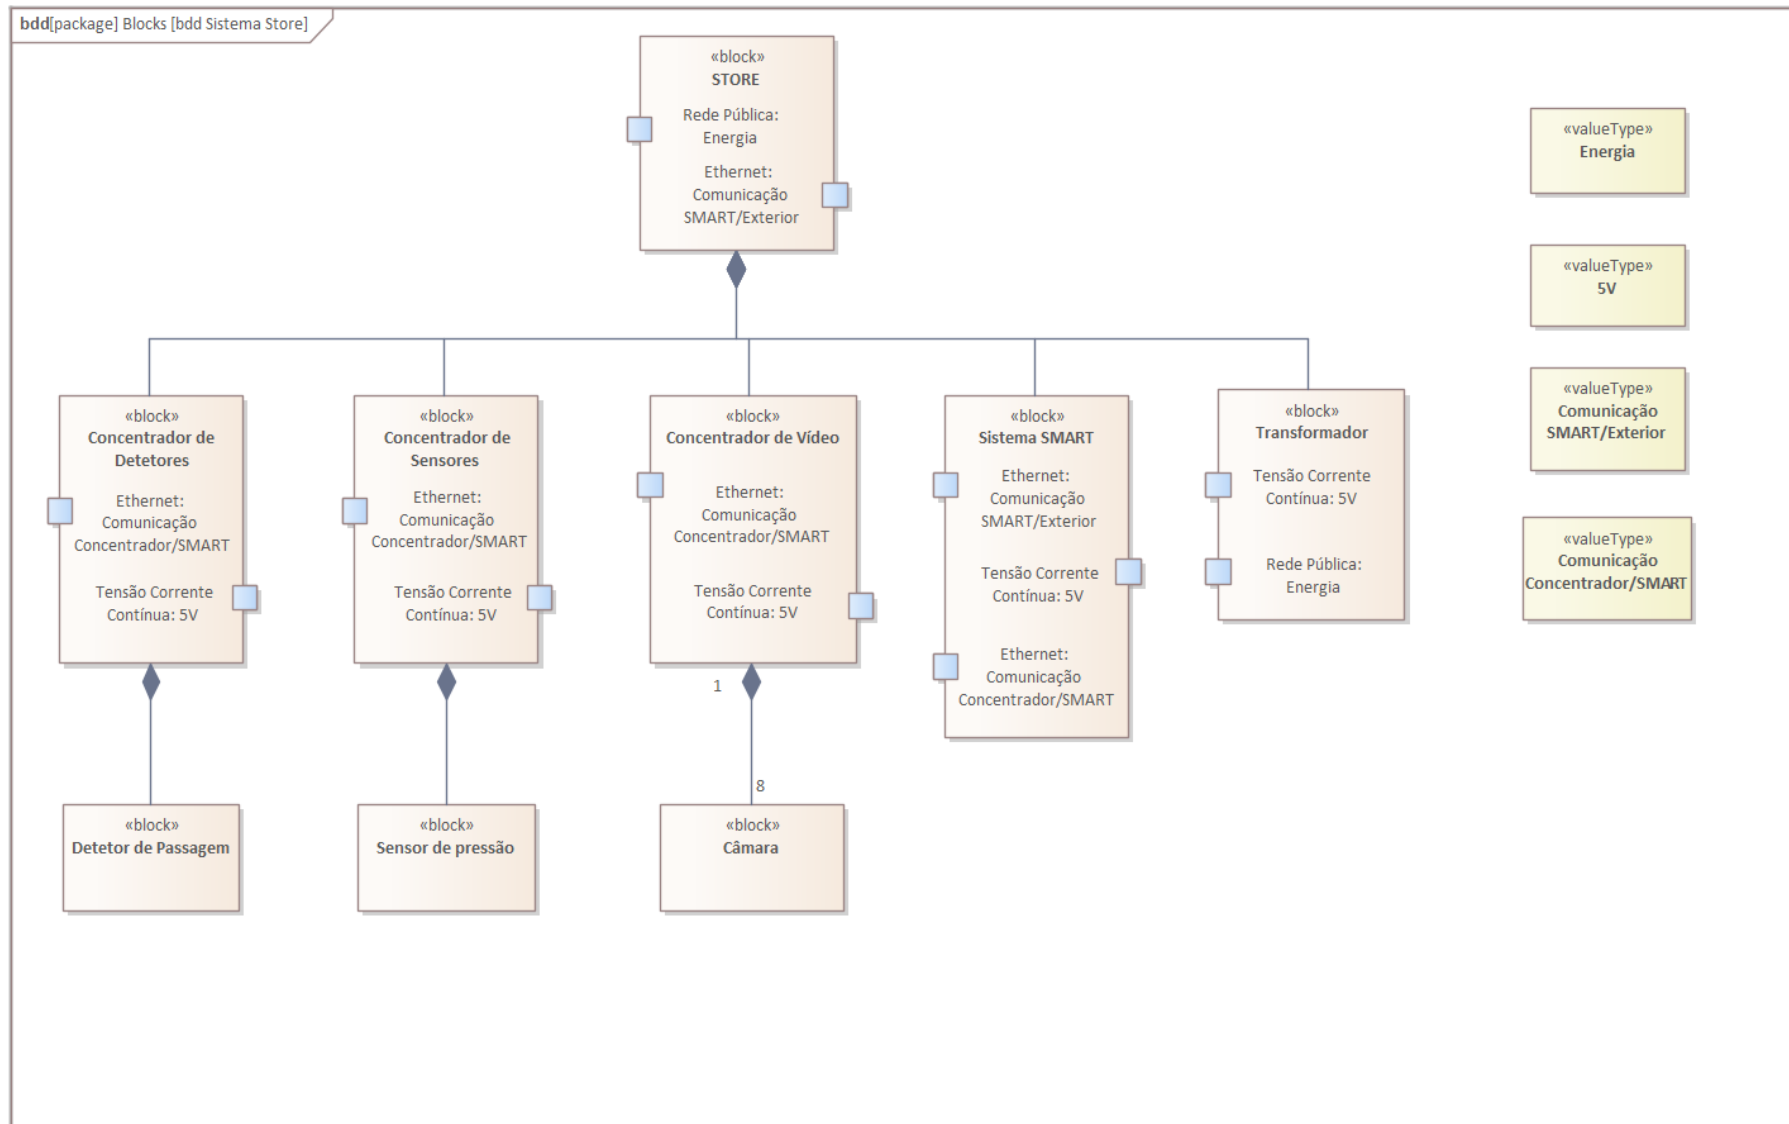 bdd[package] Blocks [bdd Sistema Store]
«block»
STORE
Rede Pública:
Energia
Ethernet:
Comunicação
SMART/Exterior
«valueType»
Energia
«valueType»
5V
«valueType»
Comunicação
SMART/Exterior
«valueType»
Comunicação
Concentrador/SMART
«block»
Concentrador de
Detetores
Ethernet:
Comunicação
Concentrador/SMART
Tensão Corrente
Contínua: 5V
«block»
Concentrador de
Sensores
Ethernet:
Comunicação
Concentrador/SMART
Tensão Corrente
Contínua: 5V
«block»
Concentrador de Vídeo
Ethernet:
Comunicação
Concentrador/SMART
Tensão Corrente
Contínua: 5V
«block»
Sistema SMART
Ethernet:
Comunicação
SMART/Exterior
Tensão Corrente
Contínua: 5V
Ethernet:
Comunicação
Concentrador/SMART
«block»
Transformador
Tensão Corrente
Contínua: 5V
Rede Pública:
Energia
1
8
«block»
Detetor de Passagem
«block»
Sensor de pressão
«block»
Câmara